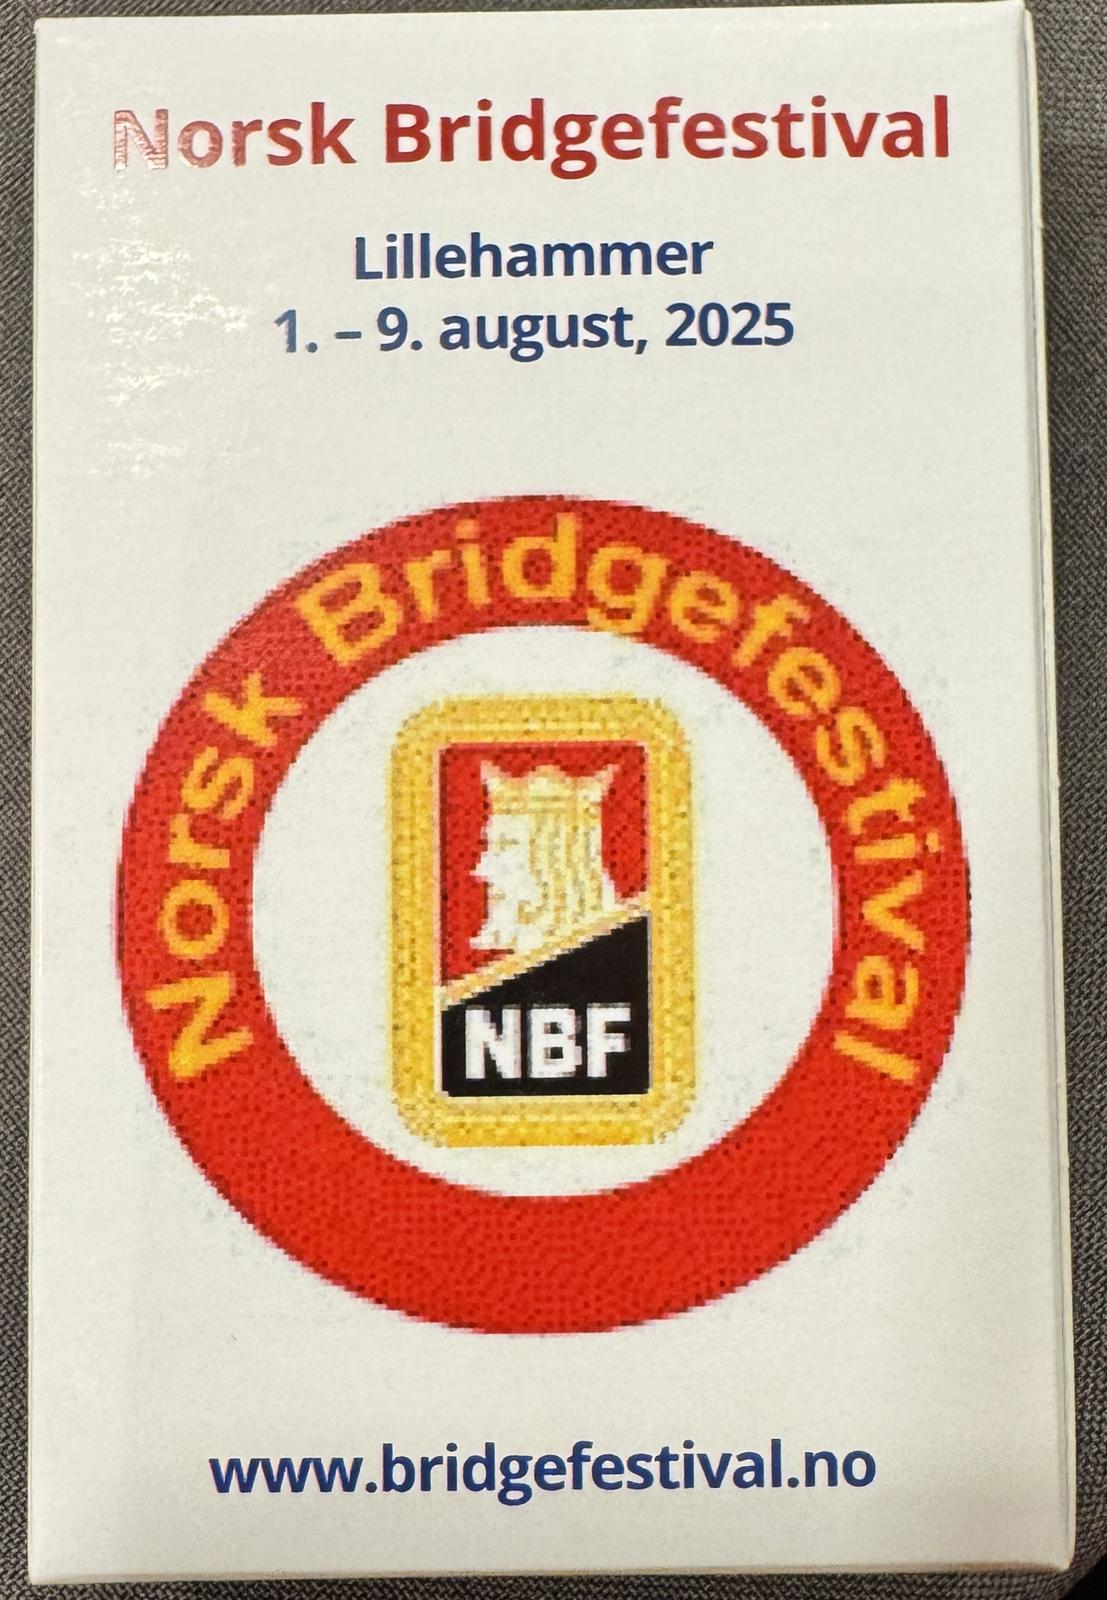 Norsk Bridgefestival
Lillehammer
1. – 9. august, 2025
Norsk Bridgefestival
NBF
www.bridgefestival.no